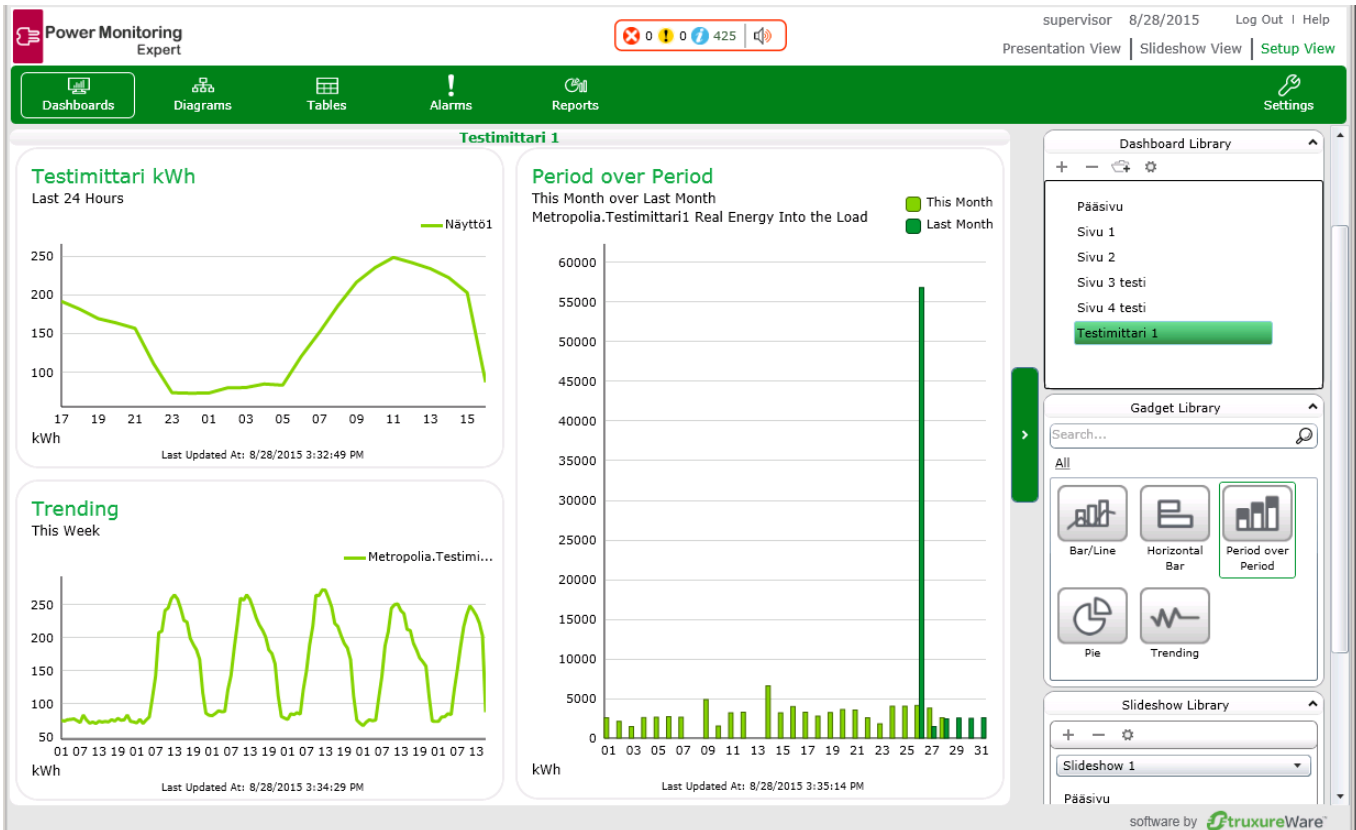 Power Monitoring
Expert
0 0 425
supervisor 8/28/2015 Log Out | Help
Presentation View | Slideshow View | Setup View
Dashboards Diagrams Tables Alarms Reports Settings
Testimittari 1
Testimittari kWh
Last 24 Hours
Näyttö1
250
200
150
100
17 19 21 23 01 03 05 07 09 11 13 15
kWh
Last Updated At: 8/28/2015 3:32:49 PM
Trending
This Week
Metropolia.Testimi...
250
200
150
100
50
01 07 13 19 01 07 13 19 01 07 13 19 01 07 13 19 01 07 13
kWh
Last Updated At: 8/28/2015 3:34:29 PM
Period over Period
This Month over Last Month
Metropolia.Testimittari1 Real Energy Into the Load
This Month
Last Month
60000
55000
50000
45000
40000
35000
30000
25000
20000
15000
10000
5000
0
01 03 05 07 09 11 13 15 17 19 21 23 25 27 29 31
kWh
Last Updated At: 8/28/2015 3:35:14 PM
Dashboard Library
Pääsivu
Sivu 1
Sivu 2
Sivu 3 testi
Sivu 4 testi
Testimittari 1
Gadget Library
Search...
All
Bar/Line
Horizontal
Bar
Period over
Period
Pie
Trending
Slideshow Library
Slideshow 1
Pääsivu
software by StruxureWare™